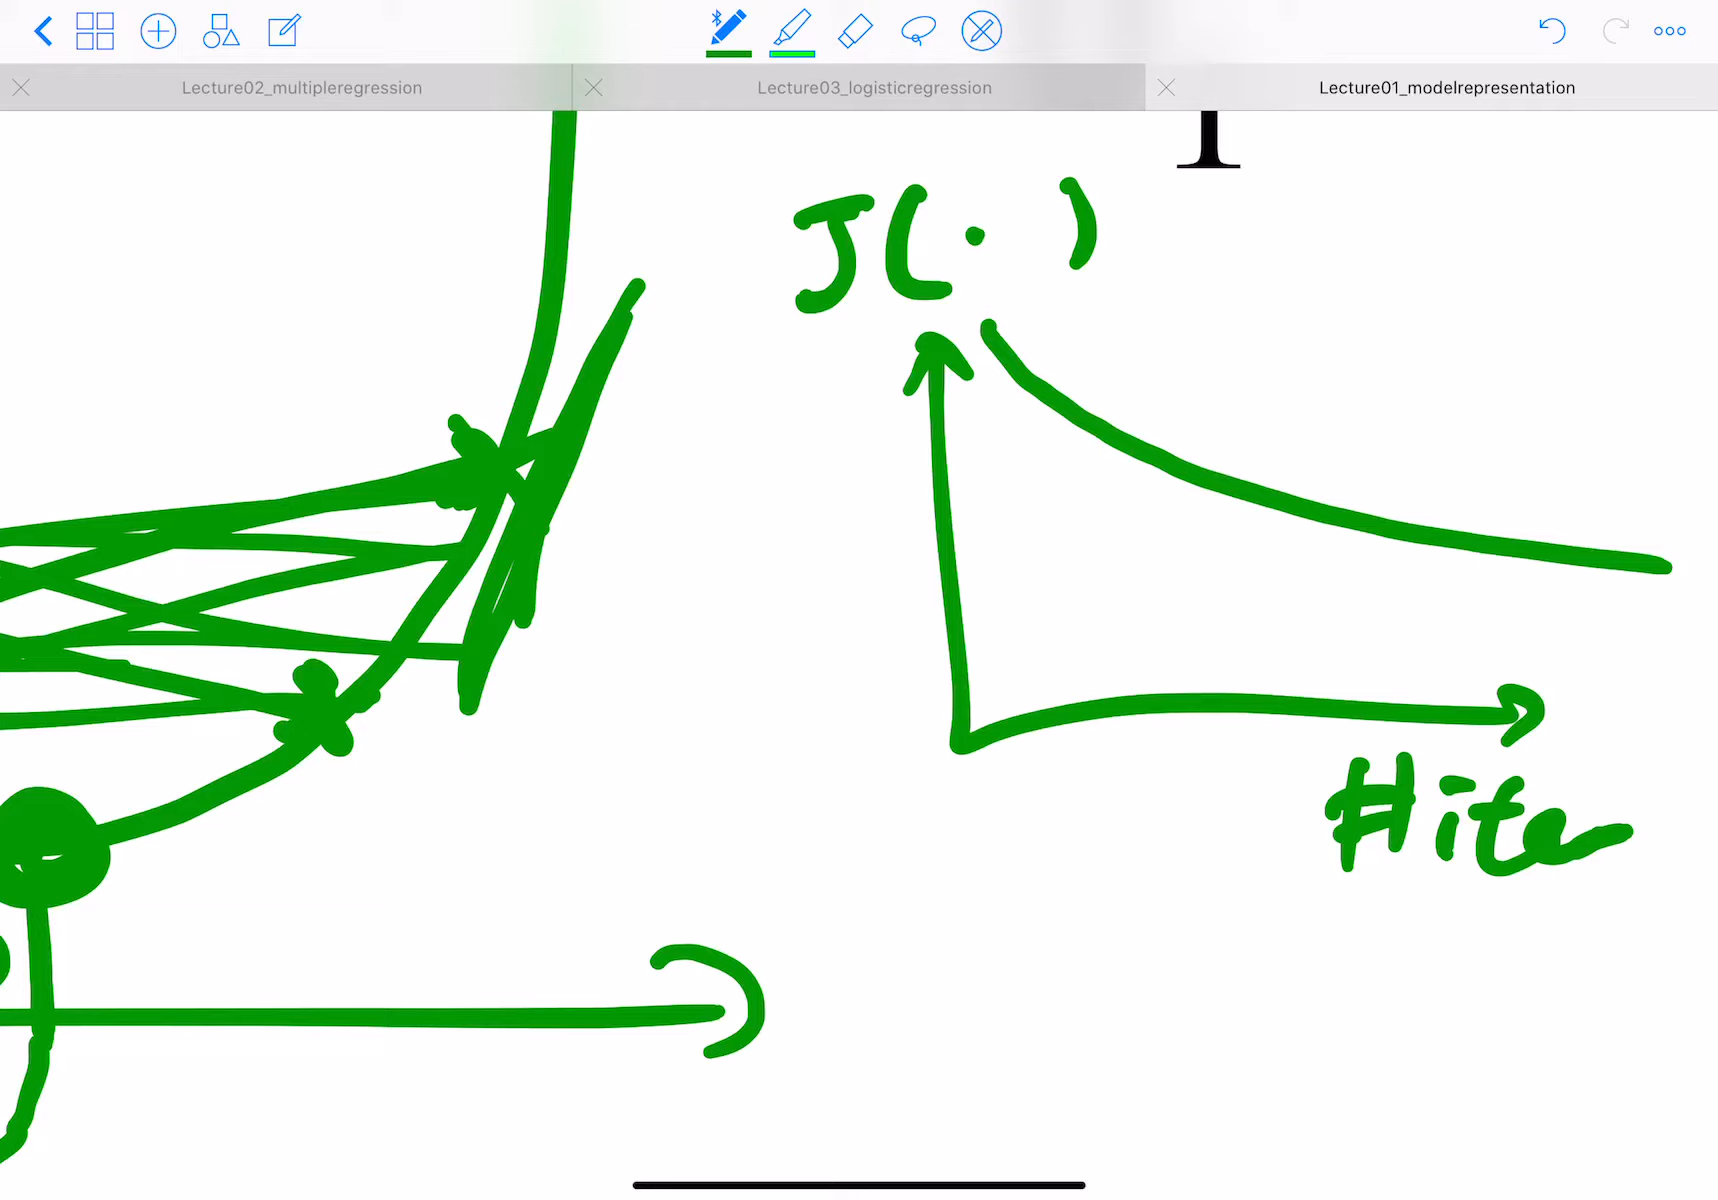 Lecture02_multipleregression
Lecture03_logisticregression
Lecture01_modelrepresentation
J(·)
#iter